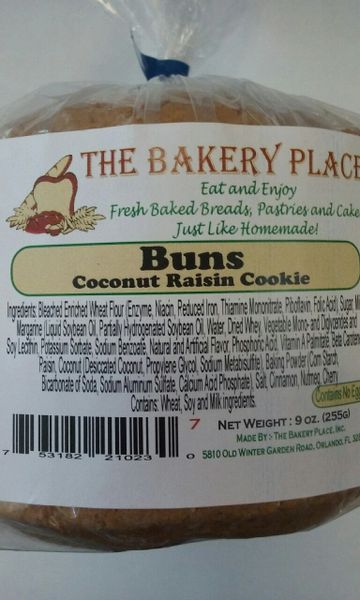 THE BAKERY PLACE
Eat and Enjoy
Fresh Baked Breads, Pastries and Cake
Just Like Homemade!
Buns
Coconut Raisin Cookie
Ingredients: Bleached Enriched Wheat Flour (Enzyme, Niacin, Reduced Iron, Thiamine Mononitrate, Riboflavin, Folic Acid), Sugar,
Margarine (Liquid Soybean Oil, Partially Hydrogenated Soybean Oil, Water, Dried Whey, Vegetable Mono- and Diglycerides and
Soy Lecithin, Potassium Sorbate, Sodium Benzoate, Natural and Artificial Flavor, Phosphoric Acid, Vitamin A Palmitate, Beta
Raisin, Coconut (Desiccated Coconut, Propylene Glycol, Sodium Metabisulfite), Baking Powder (Corn Starch,
Bicarbonate of Soda, Sodium Aluminum Sulfate, Calcium Acid Phosphate), Salt, Cinnamon, Nutmeg, Cherry
Contains: Wheat, Soy and Milk ingredients.
Contains No
7
NET WEIGHT : 9 OZ. (255G)
MADE BY :- THE BAKERY PLACE, INC.
5810 OLD WINTER GARDEN ROAD, ORLANDO, FL
7 53182 21023 0